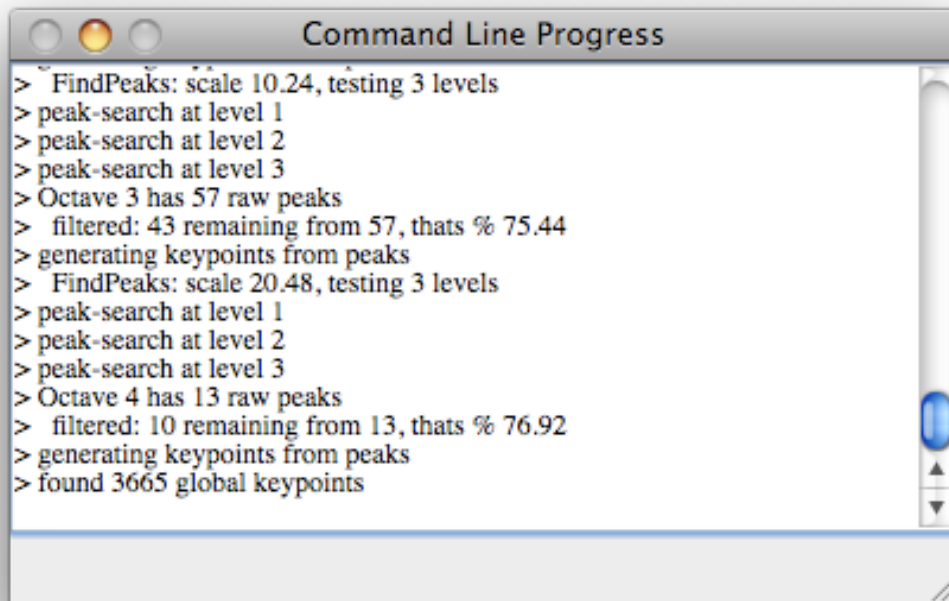 Command Line Progress
>   FindPeaks: scale 10.24, testing 3 levels
> peak-search at level 1
> peak-search at level 2
> peak-search at level 3
> Octave 3 has 57 raw peaks
>   filtered: 43 remaining from 57, thats % 75.44
> generating keypoints from peaks
>   FindPeaks: scale 20.48, testing 3 levels
> peak-search at level 1
> peak-search at level 2
> peak-search at level 3
> Octave 4 has 13 raw peaks
>   filtered: 10 remaining from 13, thats % 76.92
> generating keypoints from peaks
> found 3665 global keypoints